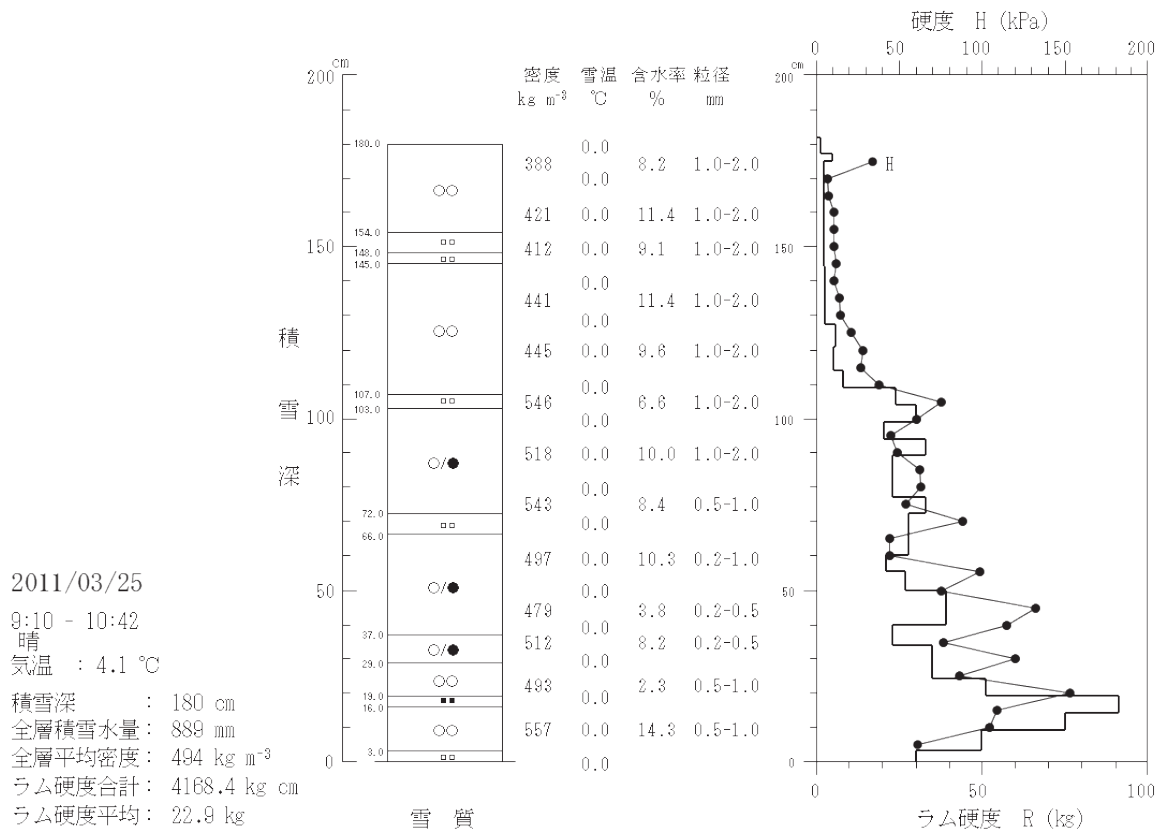 硬度 H (kPa)
0 50 100 150 200
cm
200
密度 雪温 含水率 粒径
kg m⁻³ ℃ % mm
cm
200
180.0
0.0
388 8.2 1.0-2.0
H
0.0
421 0.0 11.4 1.0-2.0
154.0
150
412 0.0 9.1 1.0-2.0
150
148.0
145.0
0.0
441 11.4 1.0-2.0
0.0
積雪深
445 0.0 9.6 1.0-2.0
0.0
107.0
546 6.6 1.0-2.0
103.0
100
0.0
100
518 0.0 10.0 1.0-2.0
0.0
543 8.4 0.5-1.0
72.0
0.0
66.0
497 0.0 10.3 0.2-1.0
50
0.0
50
479 3.8 0.2-0.5
0.0
37.0
512 8.2 0.2-0.5
29.0
0.0
493 2.3 0.5-1.0
19.0
0.0
16.0
557 0.0 14.3 0.5-1.0
3.0
0
0.0
0
雪質
0 50 100
ラム硬度 R (kg)
2011/03/25
9:10 - 10:42
晴
気温 : 4.1 ℃
積雪深 : 180 cm
全層積雪水量 : 889 mm
全層平均密度 : 494 kg m⁻³
ラム硬度合計 : 4168.4 kg cm
ラム硬度平均 : 22.9 kg